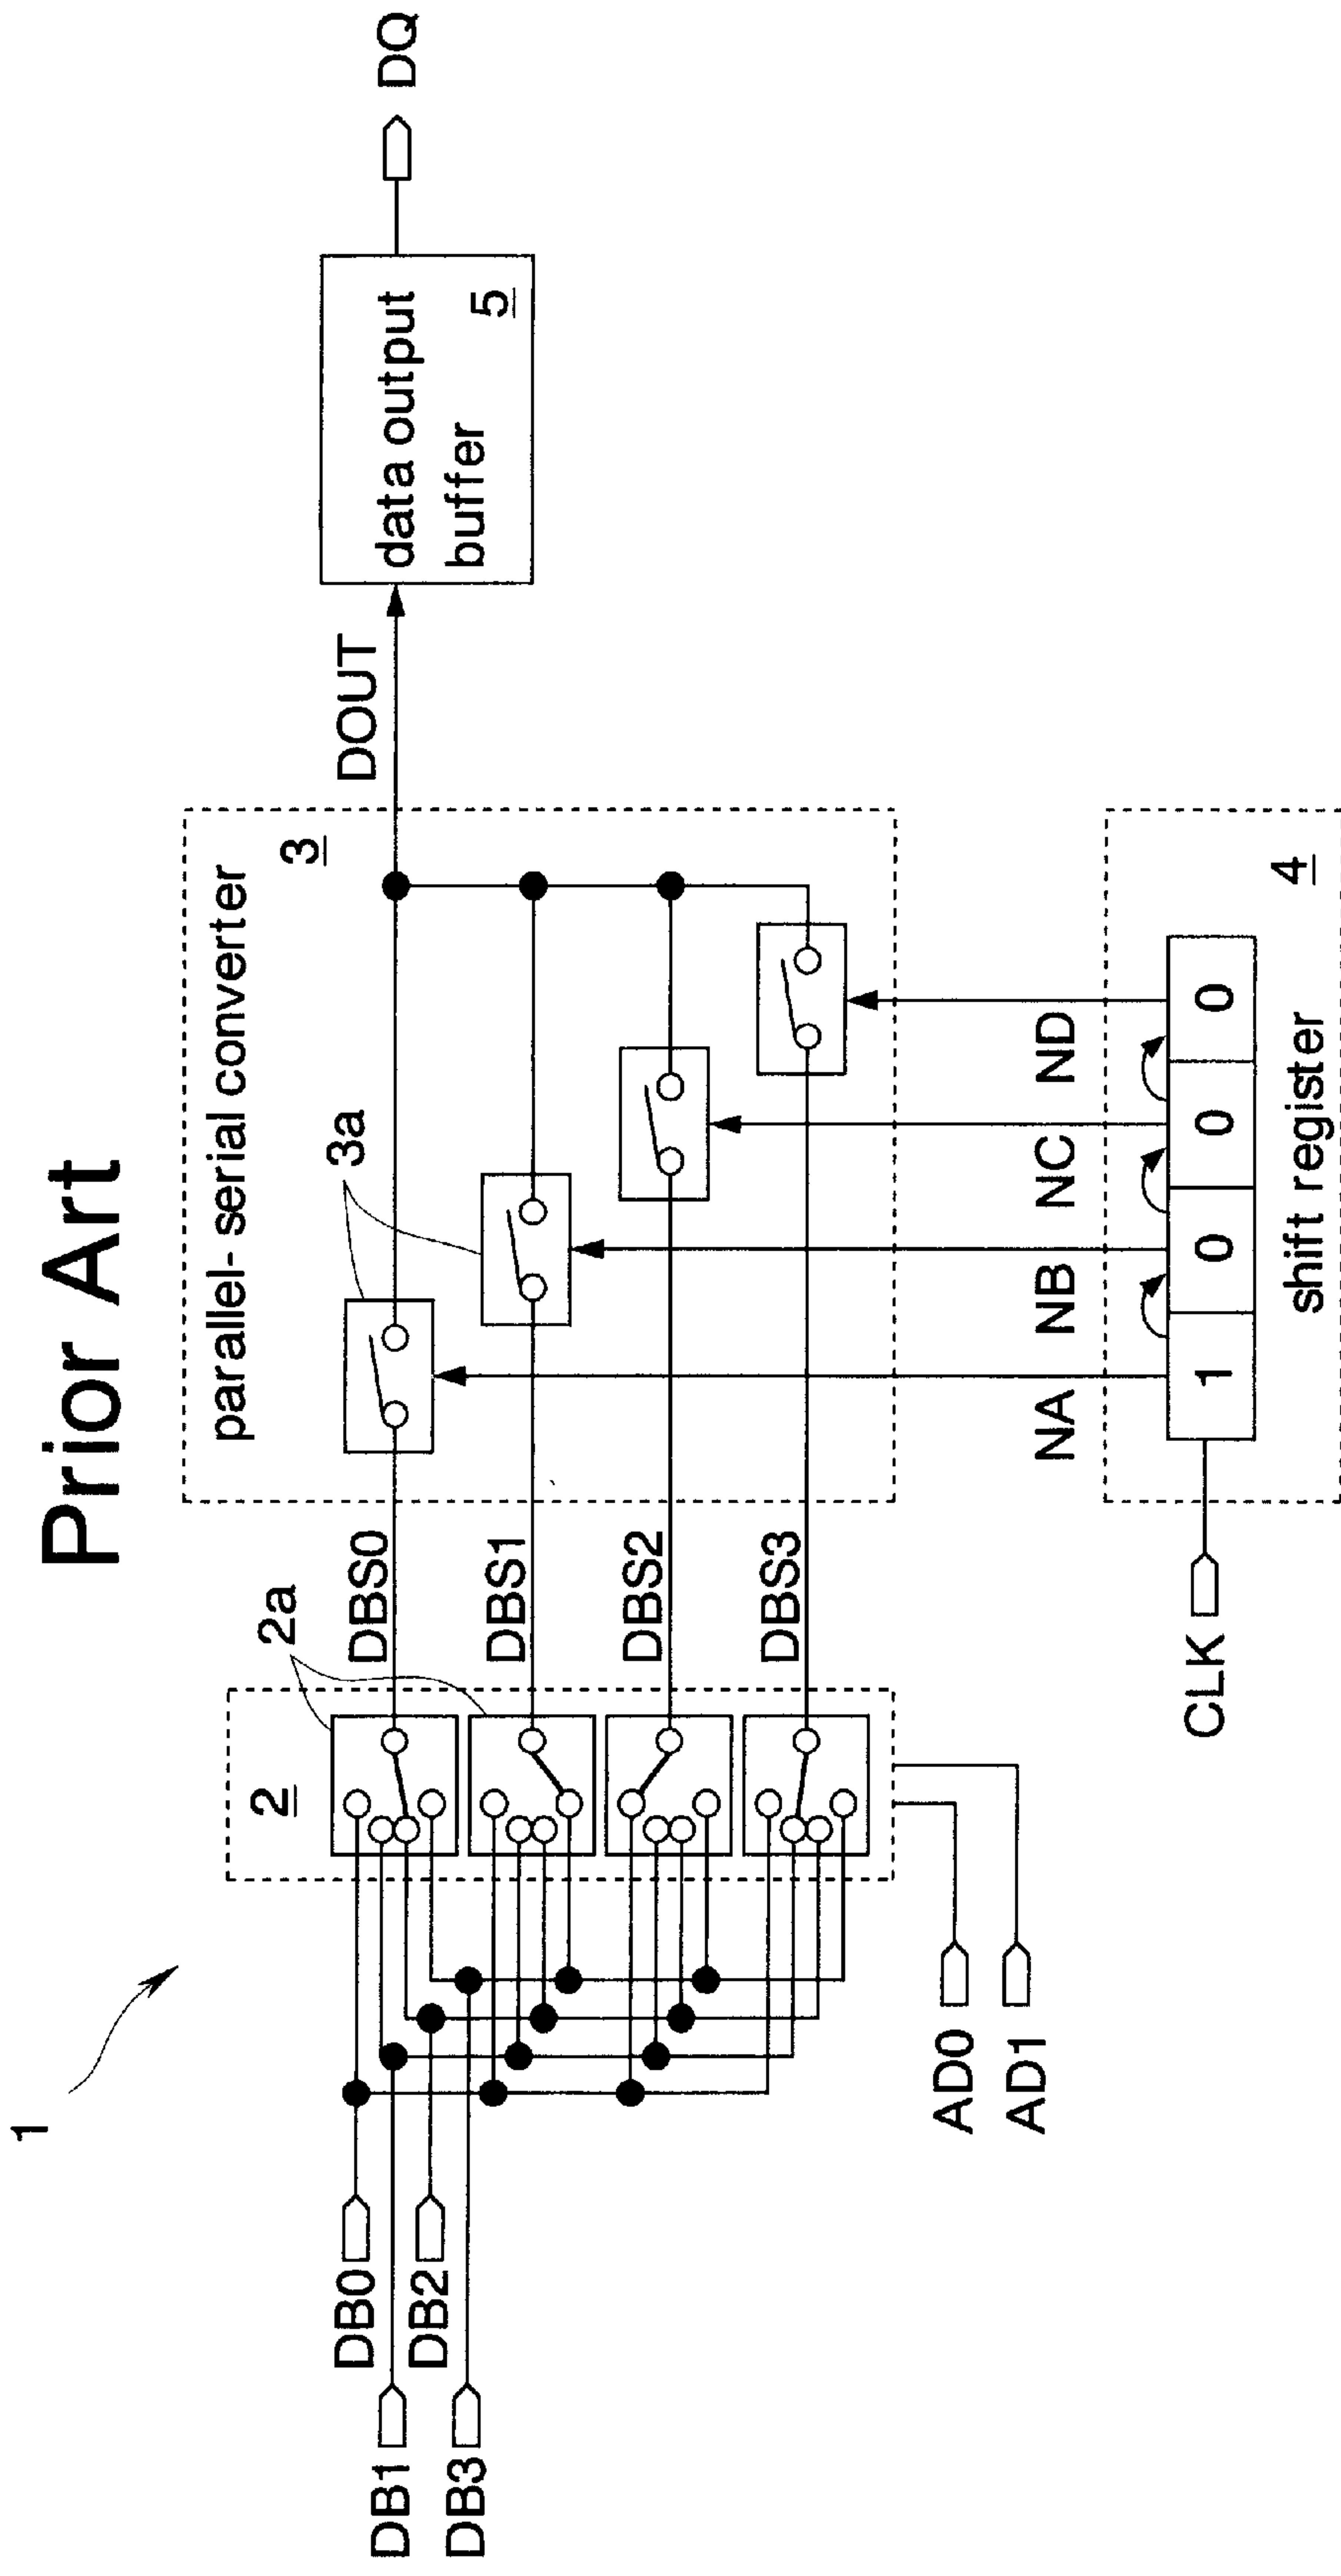 Prior Art
1
DB0
DB1
DB2
DB3
AD0
AD1
2
2a
DBS0
DBS1
DBS2
DBS3
parallel- serial converter
3
3a
DOUT
data output
buffer
5
DQ
NA
NB
NC
ND
CLK
1 0 0 0
shift register
4